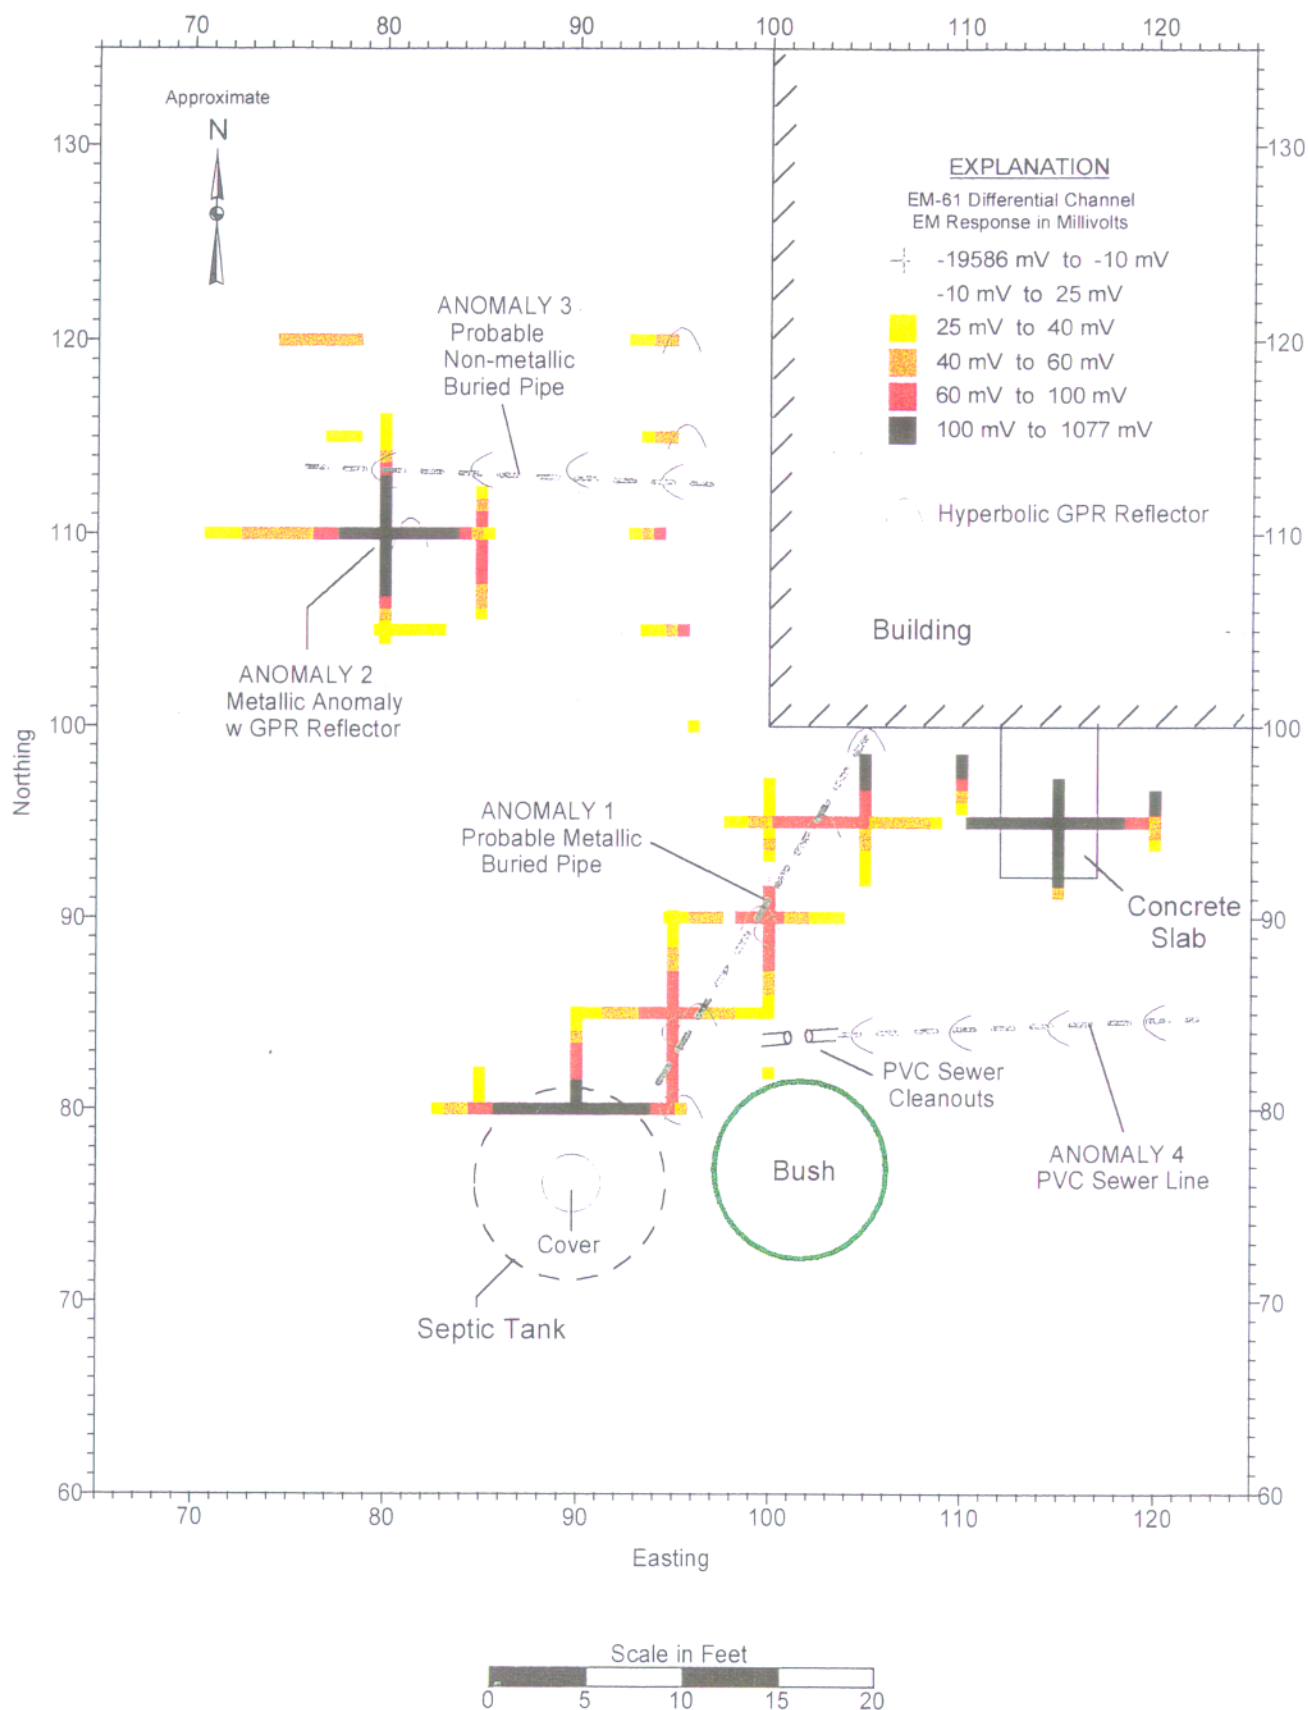 70 80 90 100 110 120
Approximate
N
130
130
EXPLANATION
EM-61 Differential Channel
EM Response in Millivolts
-19586 mV to -10 mV
-10 mV to 25 mV
25 mV to 40 mV
40 mV to 60 mV
60 mV to 100 mV
100 mV to 1077 mV
Hyperbolic GPR Reflector
ANOMALY 3
Probable
Non-metallic
Buried Pipe
120
120
110
110
Building
ANOMALY 2
Metallic Anomaly
w GPR Reflector
100
100
Northing
ANOMALY 1
Probable Metallic
Buried Pipe
Concrete
Slab
90
90
PVC Sewer
Cleanouts
80
80
ANOMALY 4
PVC Sewer Line
Bush
Cover
Septic Tank
70
70
60
60
70 80 90 100 110 120
Easting
Scale in Feet
0 5 10 15 20